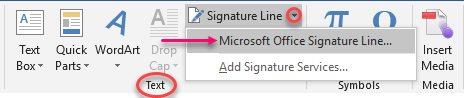 Signature Line
Microsoft Office Signature Line...
Add Signature Services...
Text
Box
Quick
Parts
WordArt
Drop
Cap
Insert
Media
Text
Symbols
Media